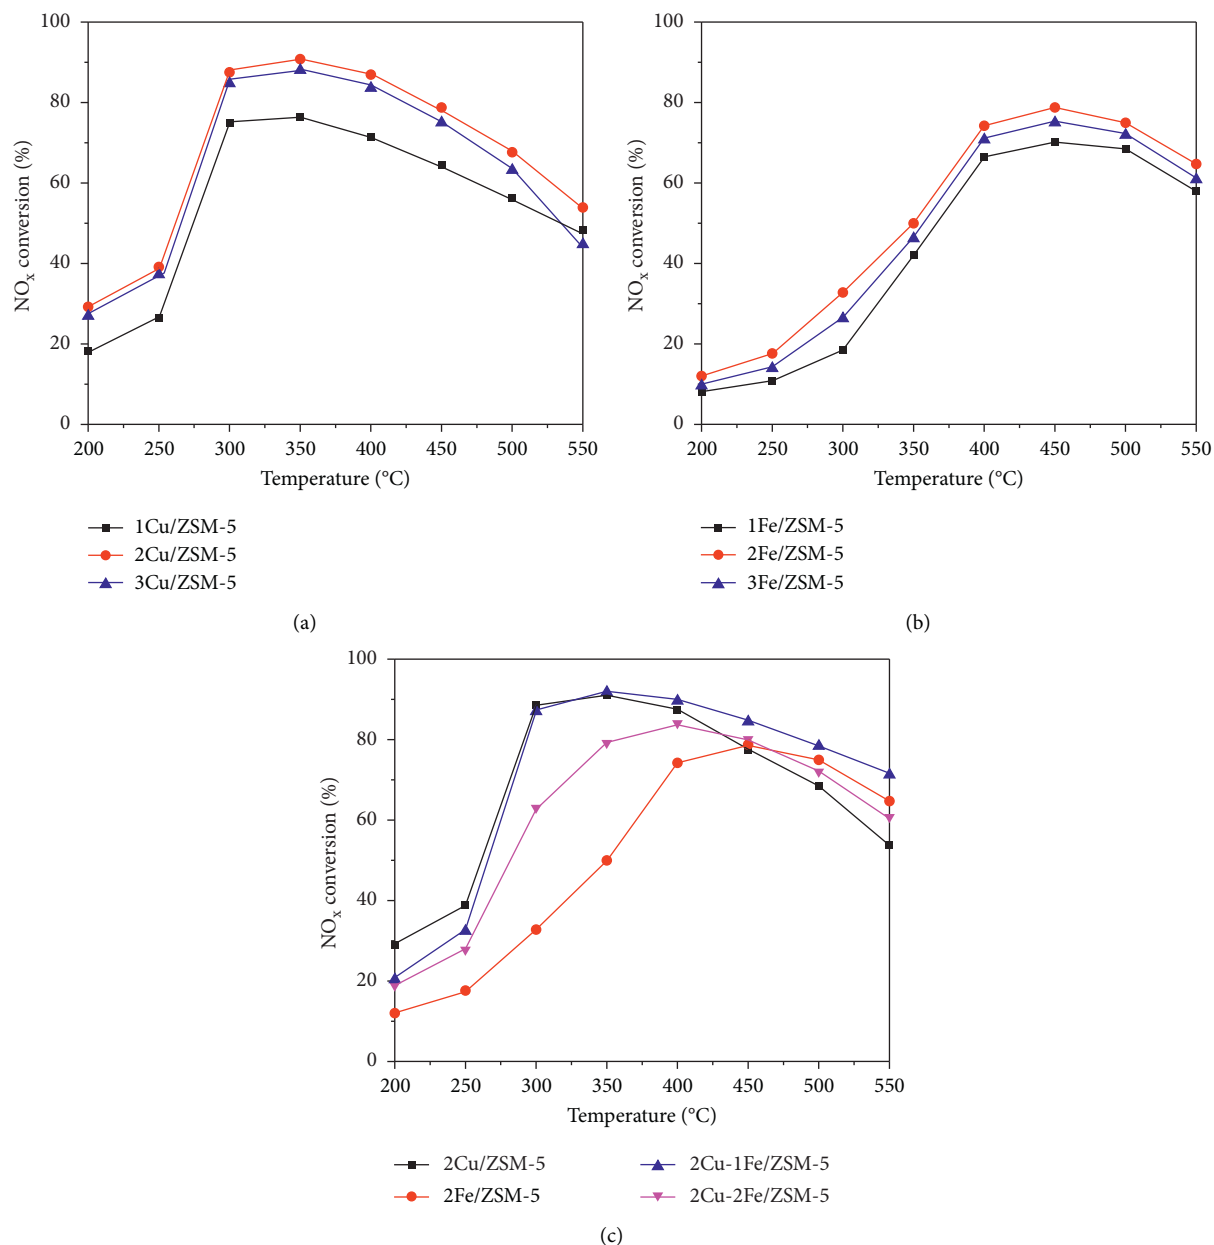 100
80
60
40
20
0
NOx conversion (%)
200 250 300 350 400 450 500 550
Temperature (°C)
1Cu/ZSM-5
2Cu/ZSM-5
3Cu/ZSM-5
(a)
100
80
60
40
20
0
NOx conversion (%)
200 250 300 350 400 450 500 550
Temperature (°C)
1Fe/ZSM-5
2Fe/ZSM-5
3Fe/ZSM-5
(b)
100
80
60
40
20
0
NOx conversion (%)
200 250 300 350 400 450 500 550
Temperature (°C)
2Cu/ZSM-5
2Fe/ZSM-5
2Cu-1Fe/ZSM-5
2Cu-2Fe/ZSM-5
(c)